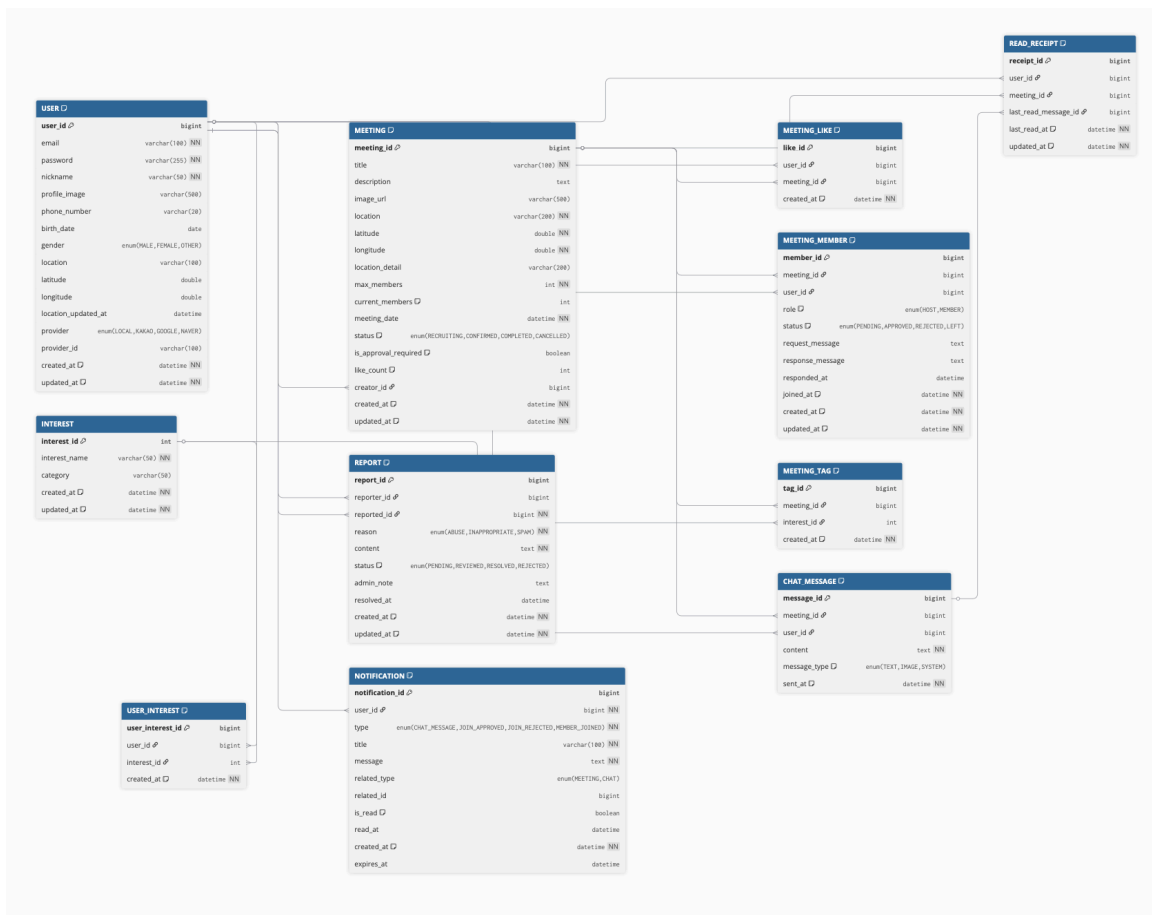 READ_RECEIPT
receipt_id bigint
user_id bigint
meeting_id bigint
last_read_message_id bigint
last_read_at datetime NN
updated_at datetime NN
USER
user_id bigint
email varchar(100) NN
password varchar(255) NN
nickname varchar(50) NN
profile_image varchar(500)
phone_number varchar(20)
birth_date date
gender enum(MALE,FEMALE,OTHER)
location varchar(100)
latitude double
longitude double
location_updated_at datetime
provider enum(LOCAL,KAKAO,GOOGLE,NAVER)
provider_id varchar(100)
created_at datetime NN
updated_at datetime NN
MEETING
meeting_id bigint
title varchar(100) NN
description text
image_url varchar(500)
location varchar(200) NN
latitude double NN
longitude double NN
location_detail varchar(200)
max_members int NN
current_members int
meeting_date datetime NN
status enum(RECRUITING,CONFIRMED,COMPLETED,CANCELLED)
is_approval_required boolean
like_count int
creator_id bigint
created_at datetime NN
updated_at datetime NN
MEETING_LIKE
like_id bigint
user_id bigint
meeting_id bigint
created_at datetime NN
MEETING_MEMBER
member_id bigint
meeting_id bigint
user_id bigint
role enum(HOST,MEMBER)
status enum(PENDING,APPROVED,REJECTED,LEFT)
request_message text
response_message text
responded_at datetime
joined_at datetime NN
created_at datetime NN
updated_at datetime NN
INTEREST
interest_id int
interest_name varchar(50) NN
category varchar(50)
created_at datetime NN
updated_at datetime NN
REPORT
report_id bigint
reporter_id bigint
reported_id bigint NN
reason enum(ABUSE,INAPPROPRIATE,SPAM) NN
content text NN
status enum(PENDING,REVIEWED,RESOLVED,REJECTED)
admin_note text
resolved_at datetime
created_at datetime NN
updated_at datetime NN
MEETING_TAG
tag_id bigint
meeting_id bigint
interest_id int
created_at datetime NN
CHAT_MESSAGE
message_id bigint
meeting_id bigint
user_id bigint
content text NN
message_type enum(TEXT,IMAGE,SYSTEM)
sent_at datetime NN
NOTIFICATION
notification_id bigint
user_id bigint NN
type enum(CHAT_MESSAGE,JOIN_APPROVED,JOIN_REJECTED,MEMBER_JOINED) NN
title varchar(100) NN
message text NN
related_type enum(MEETING,CHAT)
related_id bigint
is_read boolean
read_at datetime
created_at datetime NN
expires_at datetime
USER_INTEREST
user_interest_id bigint
user_id bigint
interest_id int
created_at datetime NN